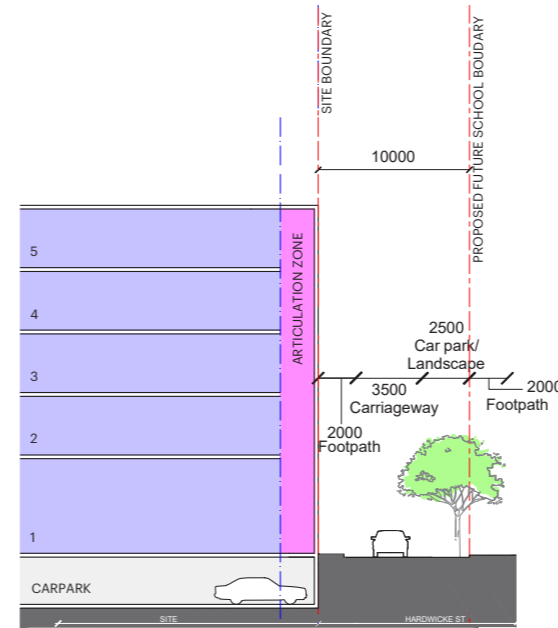 SITE BOUNDARY
PROPOSED FUTURE SCHOOL BOUDARY
10000
ARTICULATION ZONE
5
4
3
2
1
2500
Car park/
Landscape
3500
Carriageway
2000
Footpath
2000
Footpath
CARPARK
SITE
HARDWICKE ST